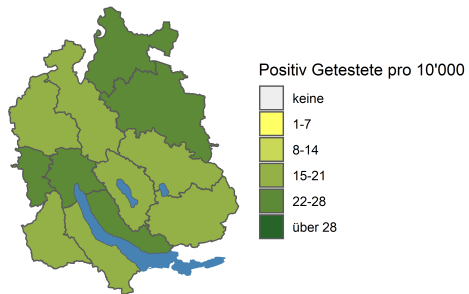 Positiv Getestete pro 10'000
keine
1-7
8-14
15-21
22-28
über 28